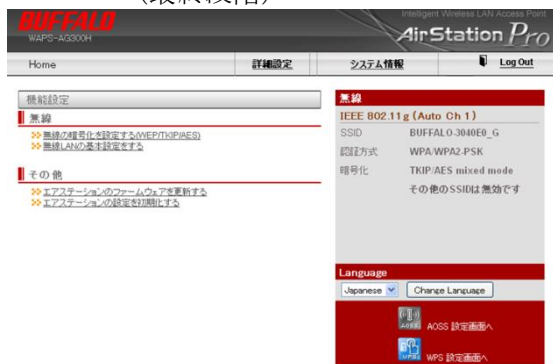 (最終段階)
BUFFALO
WAPS-AG300H
Intelligent Wireless LAN Access Point
AirStation Pro
Home 詳細設定 システム情報 Log Out
機能設定
無線
無線の暗号化を設定する(WEP/TKIP/AES)
無線LANの基本設定をする
その他
エアステーションのファームウェアを更新する
エアステーションの設定を初期化する
無線
IEEE 802.11g (Auto Ch 1)
SSID BUFFALO-3040E0_G
認証方式 WPA/WPA2-PSK
暗号化 TKIP/AES mixed mode
その他のSSIDは無効です
Language
Japanese Change Language
AOSS AOSS 設定画面へ
WPS WPS 設定画面へ